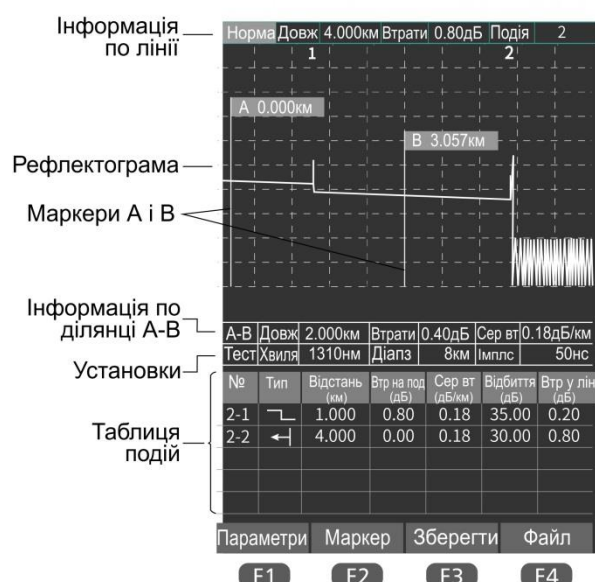 Інформація
по лінії
Норма Довж 4.000км Втрати 0.80дБ Подія 2
1 2
A 0.000км
B 3.057км
Рефлектограма
Маркери А і В
Інформація по
ділянці А-В
A-B Довж 2.000км Втрати 0.40дБ Сер вт 0.18дБ/км
Установки
Тест Хвиля 1310нм Діапз 8км Імплс 50нс
№ Тип Відстань Втр на под Сер вт Відбиття Втр у лін
(км) (дБ) (дБ/км) (дБ) (дБ)
2-1 1.000 0.80 0.18 35.00 0.20
2-2 4.000 0.00 0.18 30.00 0.80
Таблиця
подій
Параметри Маркер Зберегти Файл
F1 F2 F3 F4